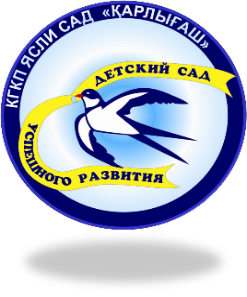 КГКП ЯСЛИ САД «ҚАРЛЫҒАШ»
ДЕТСКИЙ САД
УСПЕШНОГО РАЗВИТИЯ